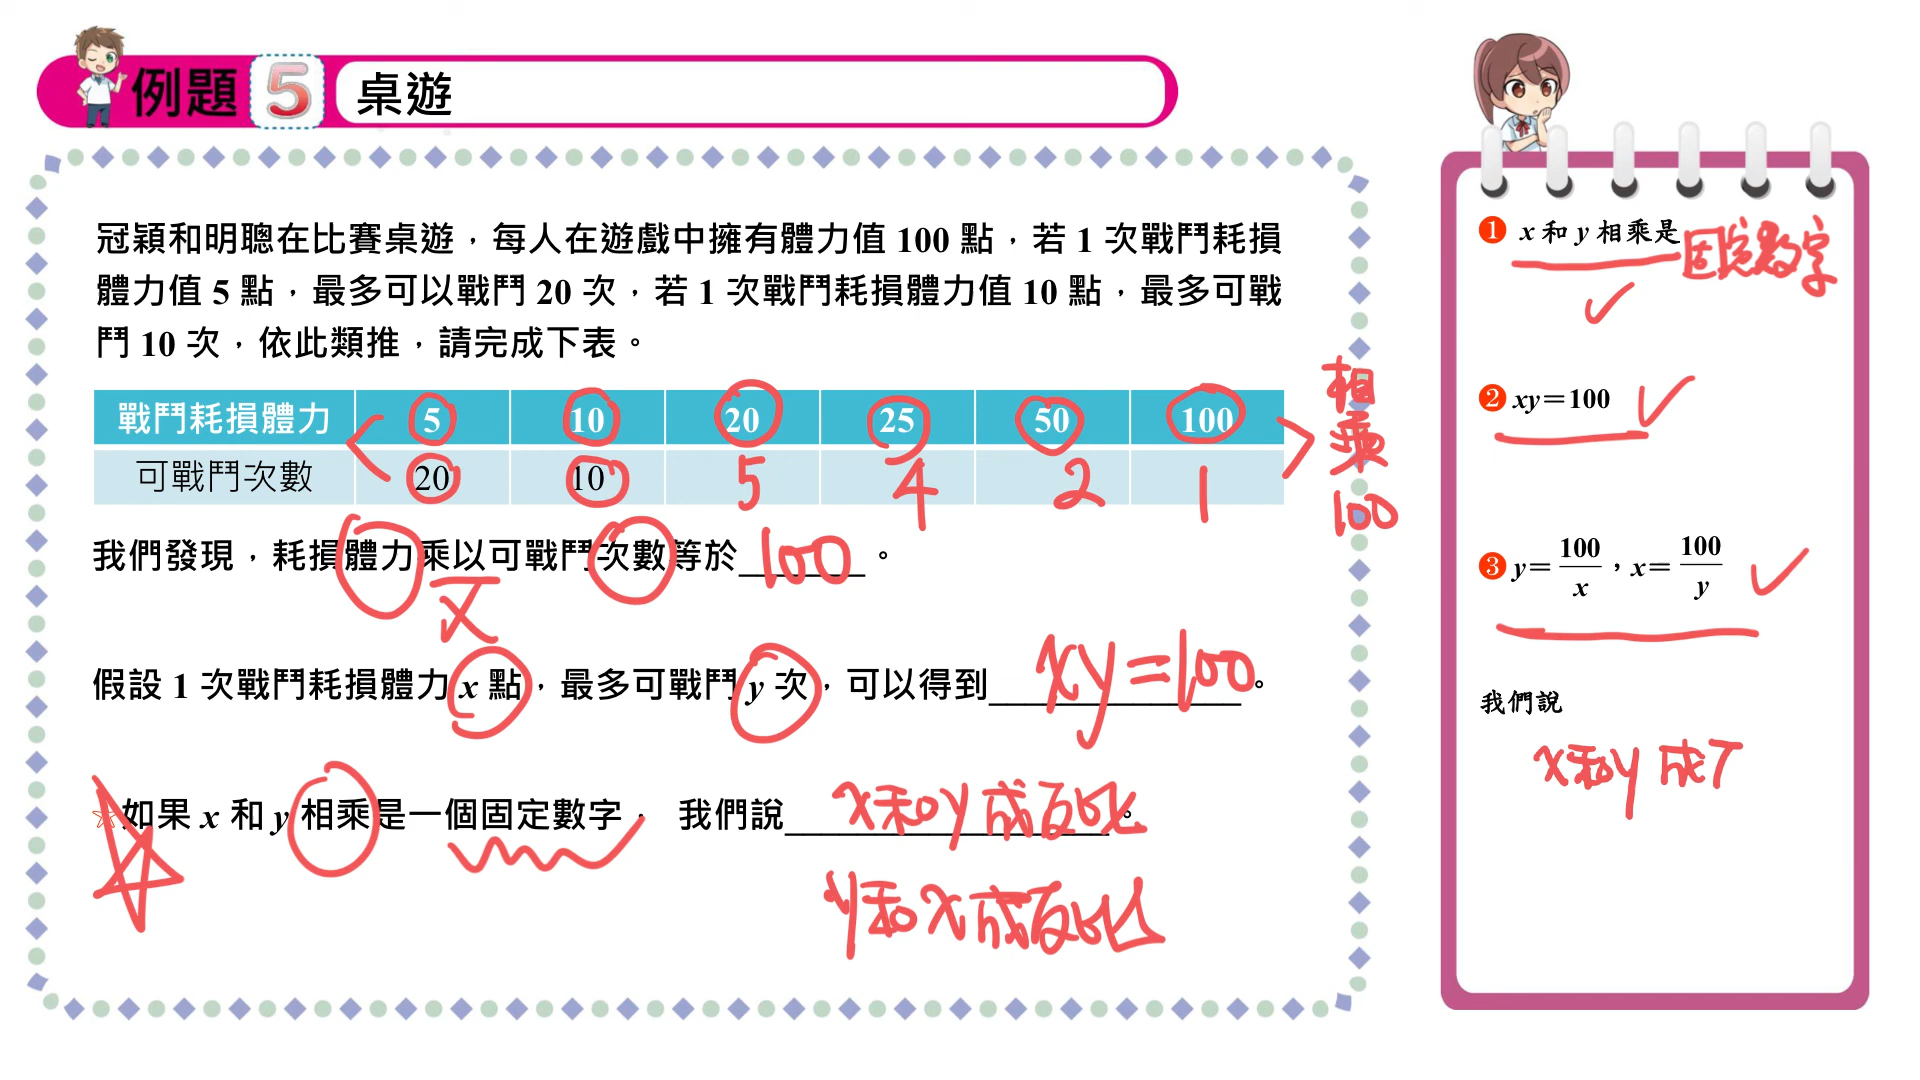 例題 5 桌遊
冠穎和明聰在比賽桌遊，每人在遊戲中擁有體力值 100 點，若 1 次戰鬥耗損
體力值 5 點，最多可以戰鬥 20 次，若 1 次戰鬥耗損體力值 10 點，最多可戰
鬥 10 次，依此類推，請完成下表。
戰鬥耗損體力 5 10 20 25 50 100
可戰鬥次數 20 10 5 4 2 1
相乘100
我們發現，耗損體力乘以可戰鬥次數等於 100 。
x
假設 1 次戰鬥耗損體力 x 點，最多可戰鬥 y 次，可以得到 xy=100 。
☆如果 x 和 y 相乘是一個固定數字， 我們說 x和y成反比 。
y和x成反比
❶ x 和 y 相乘是 固定數字
❷ xy＝100
❸ y＝100/x，x＝100/y
我們說
x和y 成